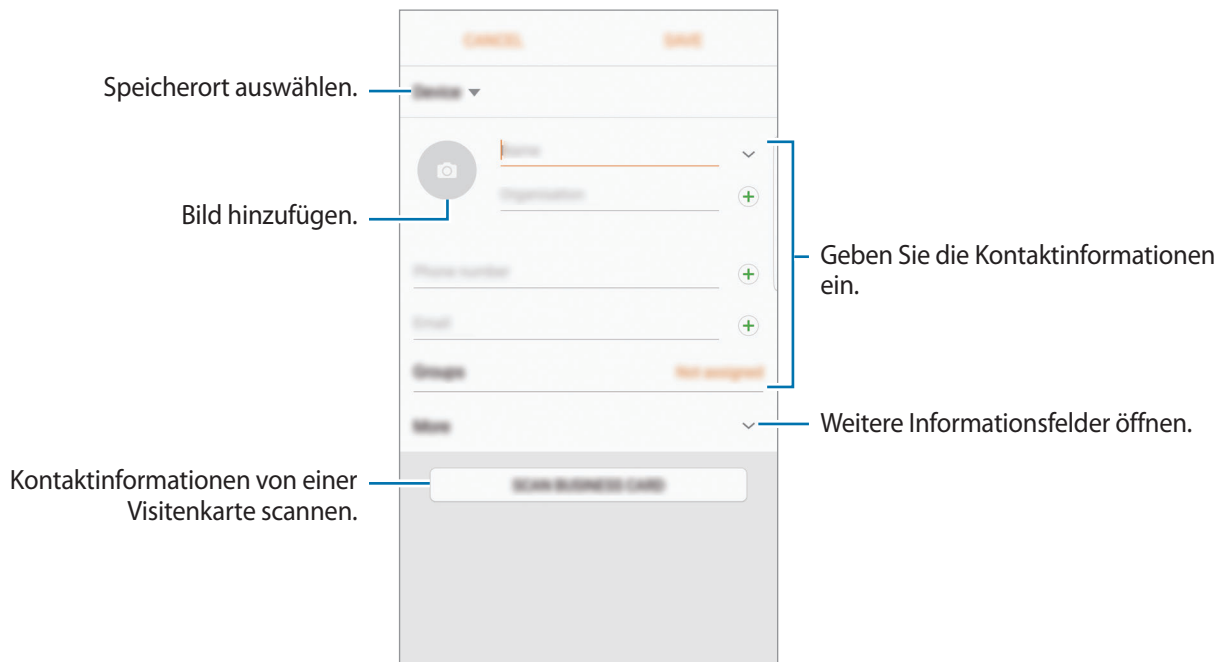 CANCEL
SAVE
Speicherort auswählen.
Device
Name
Organisation
Bild hinzufügen.
Geben Sie die Kontaktinformationen
ein.
Phone number
Email
Groups
Not assigned
More
Weitere Informationsfelder öffnen.
Kontaktinformationen von einer
Visitenkarte scannen.
SCAN BUSINESS CARD